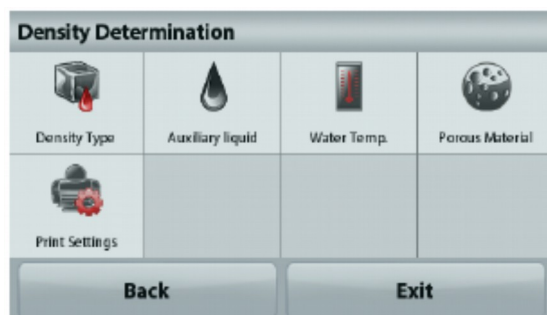 Density Determination
Density Type
Auxiliary liquid
Water Temp.
Porous Material
Print Settings
Back
Exit